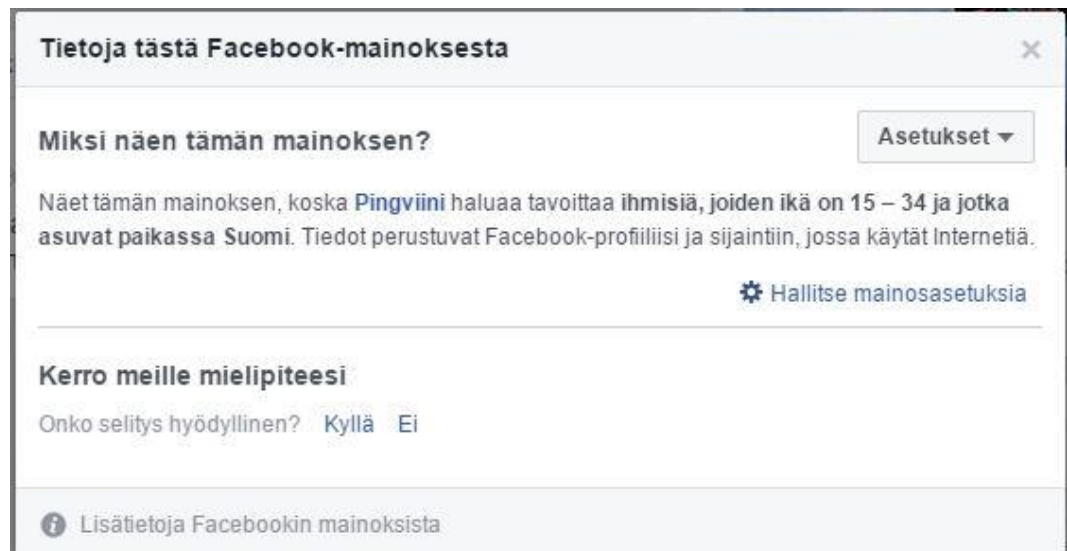 Tietoja tästä Facebook-mainoksesta
Miksi näen tämän mainoksen?
Asetukset
Näet tämän mainoksen, koska Pingviini haluaa tavoittaa ihmisiä, joiden ikä on 15 – 34 ja jotka
asuvat paikassa Suomi. Tiedot perustuvat Facebook-profiiliisi ja sijaintiin, jossa käytät Internetiä.
Hallitse mainosasetuksia
Kerro meille mielipiteesi
Onko selitys hyödyllinen? Kyllä Ei
Lisätietoja Facebookin mainoksista